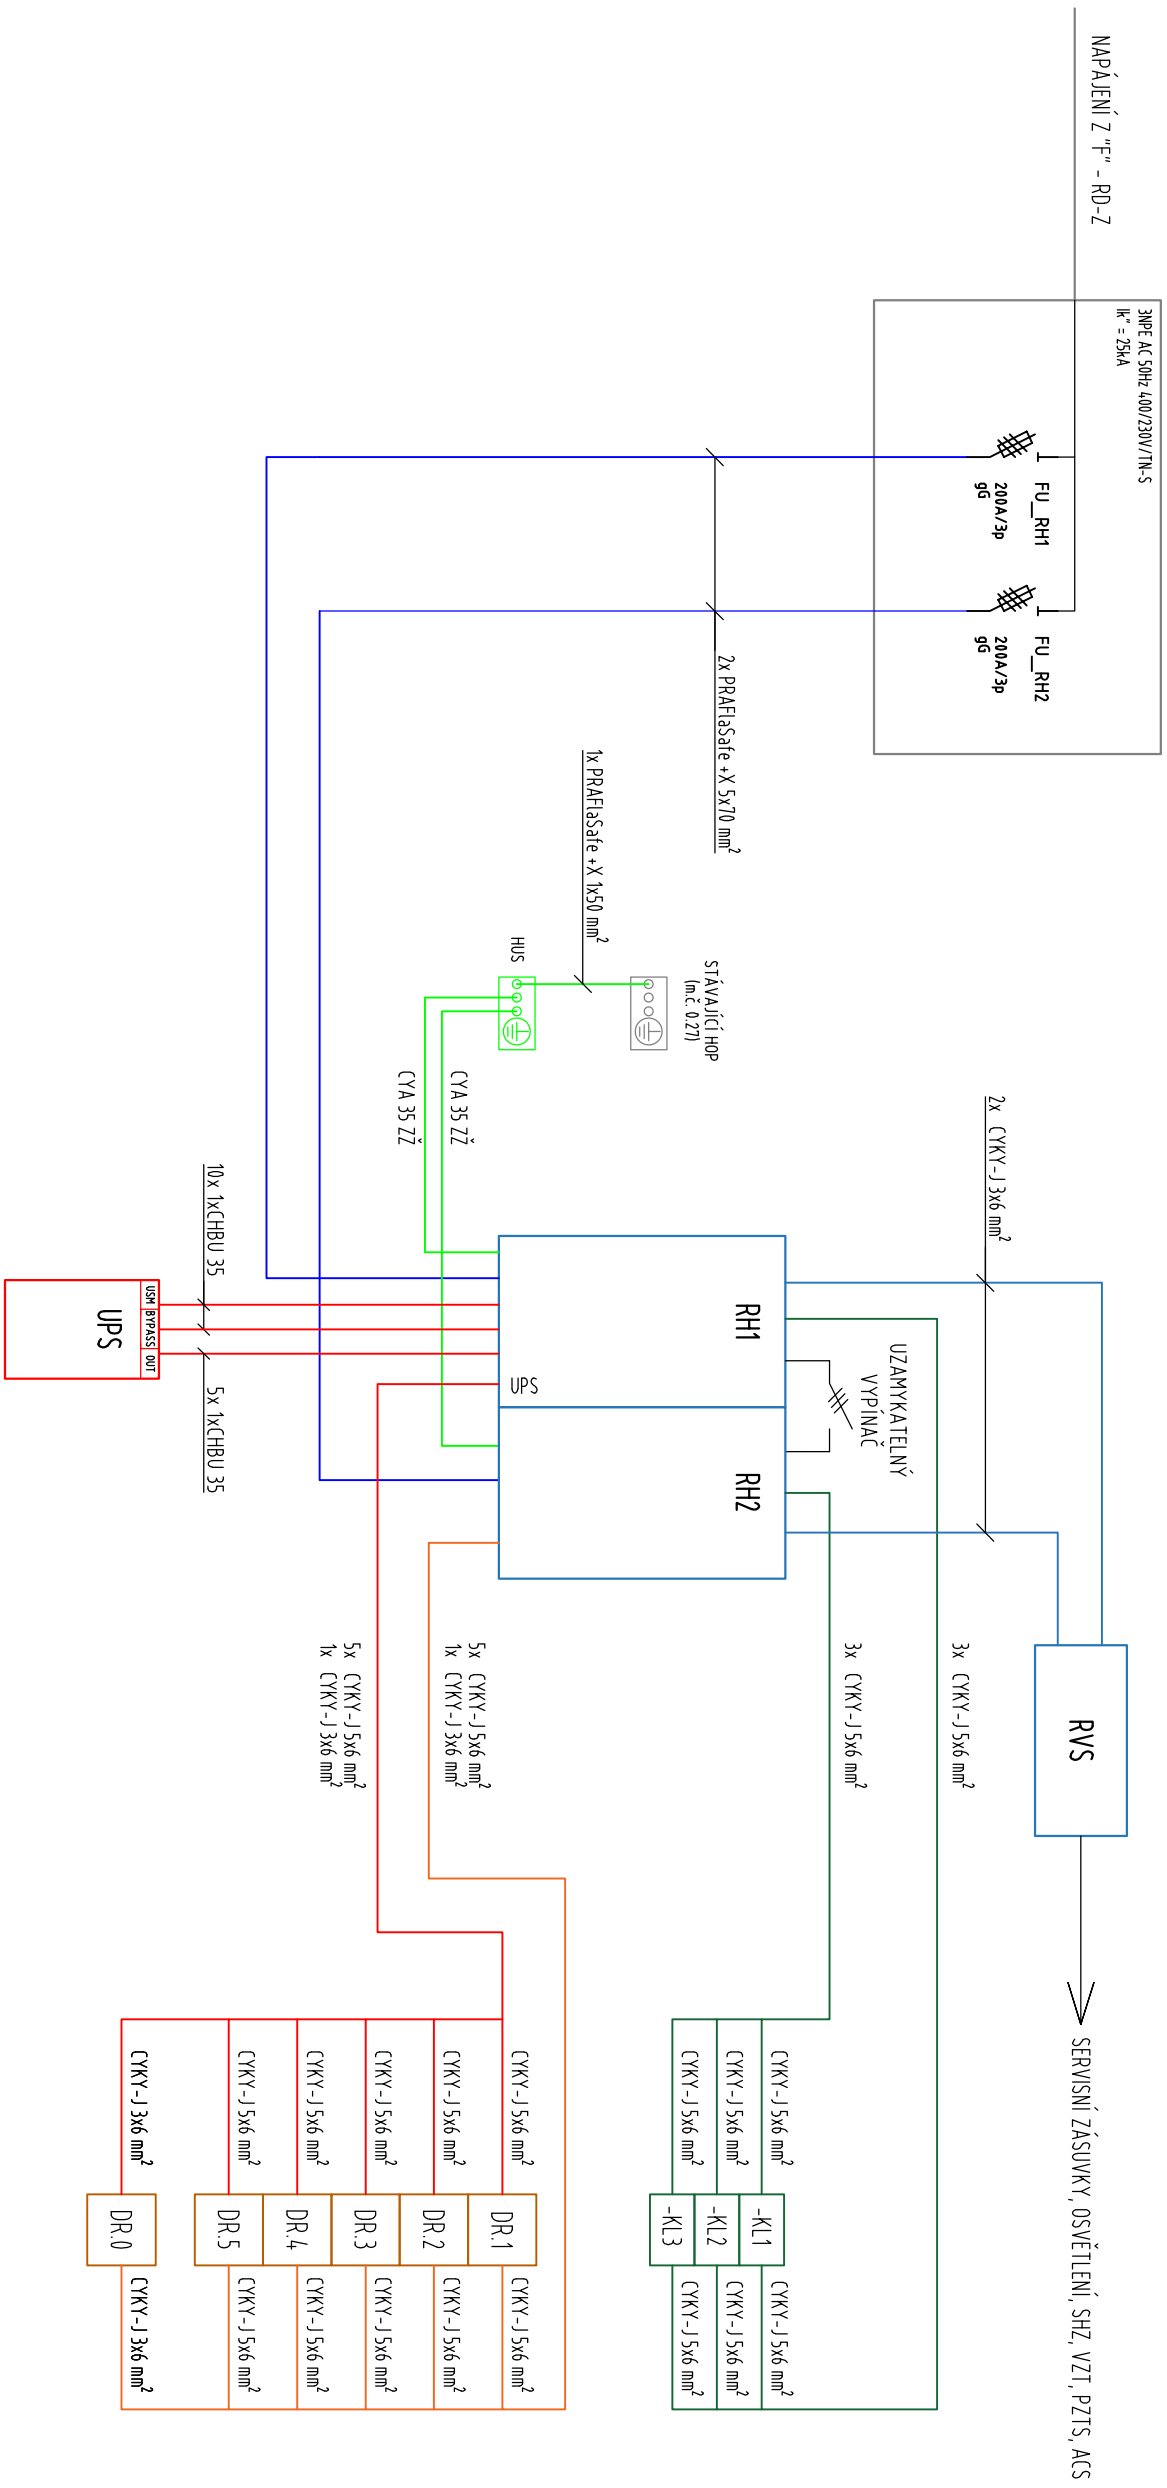 NAPÁJENÍ Z "F" - RD-Z
3NPE AC 50Hz 400/230V/TN-S
Ik" = 25kA
FU_RH1
200A/3p
gG
FU_RH2
200A/3p
gG
2x PRAFlaSafe +X 5x70 mm²
1x PRAFlaSafe +X 1x50 mm²
STÁVAJÍCÍ HOP
(m.č. 0.27)
HUS
CYA 35 ZŽ
CYA 35 ZŽ
2x CYKY-J 3x6 mm²
10x 1xCHBU 35
5x 1xCHBU 35
USM
BYPASS
OUT
UPS
RH1
UPS
RH2
UZAMYKATELNÝ
VYPÍNAČ
3x CYKY-J 5x6 mm²
3x CYKY-J 5x6 mm²
5x CYKY-J 5x6 mm²
1x CYKY-J 3x6 mm²
5x CYKY-J 5x6 mm²
1x CYKY-J 3x6 mm²
RVS
SERVISNÍ ZÁSUVKY, OSVĚTLENÍ, SHZ, VZT, PZTS, ACS
CYKY-J 5x6 mm²
-KL1
CYKY-J 5x6 mm²
CYKY-J 5x6 mm²
-KL2
CYKY-J 5x6 mm²
CYKY-J 5x6 mm²
-KL3
CYKY-J 5x6 mm²
CYKY-J 5x6 mm²
DR.1
CYKY-J 5x6 mm²
CYKY-J 5x6 mm²
DR.2
CYKY-J 5x6 mm²
CYKY-J 5x6 mm²
DR.3
CYKY-J 5x6 mm²
CYKY-J 5x6 mm²
DR.4
CYKY-J 5x6 mm²
CYKY-J 5x6 mm²
DR.5
CYKY-J 5x6 mm²
CYKY-J 3x6 mm²
DR.0
CYKY-J 3x6 mm²